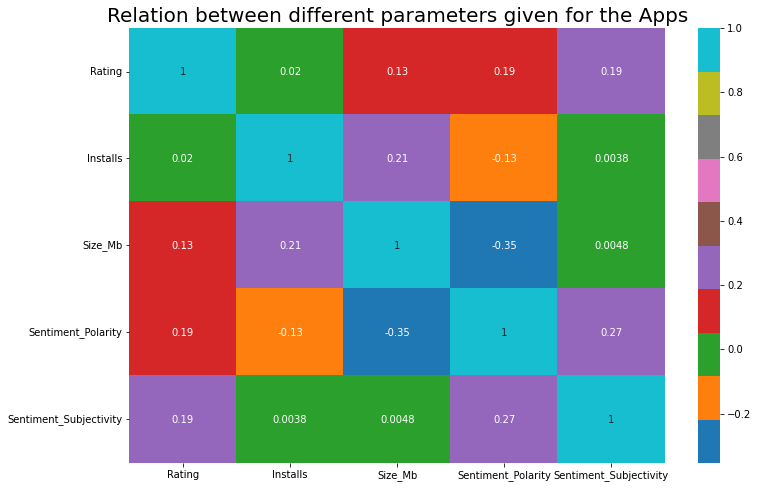 Relation between different parameters given for the Apps
Rating 1 0.02 0.13 0.19 0.19
Installs 0.02 1 0.21 -0.13 0.0038
Size_Mb 0.13 0.21 1 -0.35 0.0048
Sentiment_Polarity 0.19 -0.13 -0.35 1 0.27
Sentiment_Subjectivity 0.19 0.0038 0.0048 0.27 1
Rating Installs Size_Mb Sentiment_Polarity Sentiment_Subjectivity
1.0
0.8
0.6
0.4
0.2
0.0
−0.2